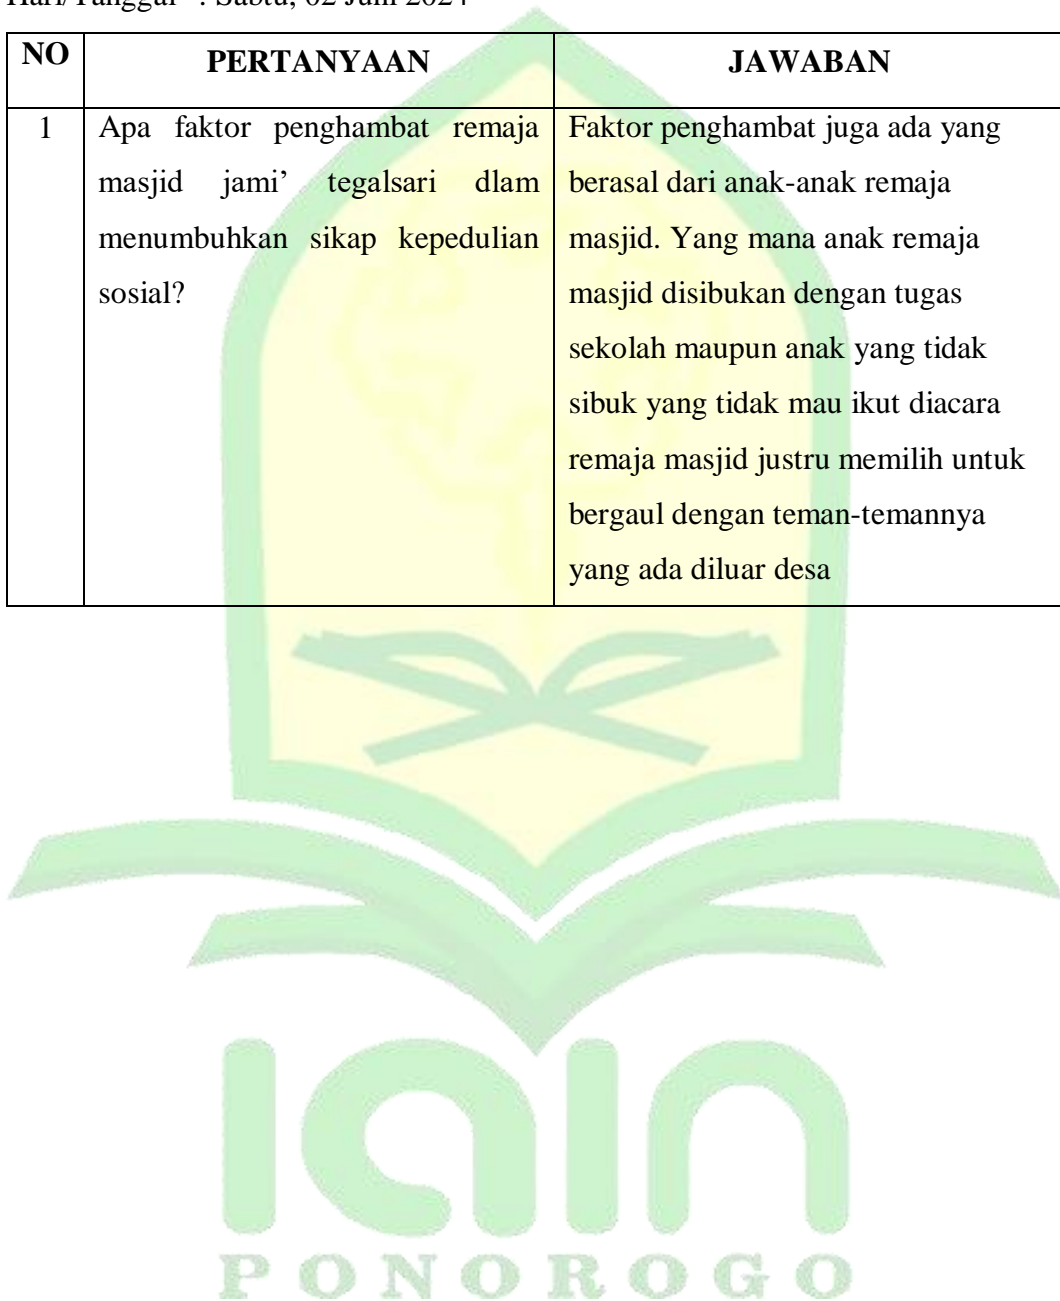 Hari/Tanggal : Sabtu, 02 Juni 2024
NO PERTANYAAN JAWABAN
1 Apa faktor penghambat remaja
masjid jami’ tegalsari dlam
menumbuhkan sikap kepedulian
sosial?
Faktor penghambat juga ada yang
berasal dari anak-anak remaja
masjid. Yang mana anak remaja
masjid disibukan dengan tugas
sekolah maupun anak yang tidak
sibuk yang tidak mau ikut diacara
remaja masjid justru memilih untuk
bergaul dengan teman-temannya
yang ada diluar desa
iain
PONOROGO